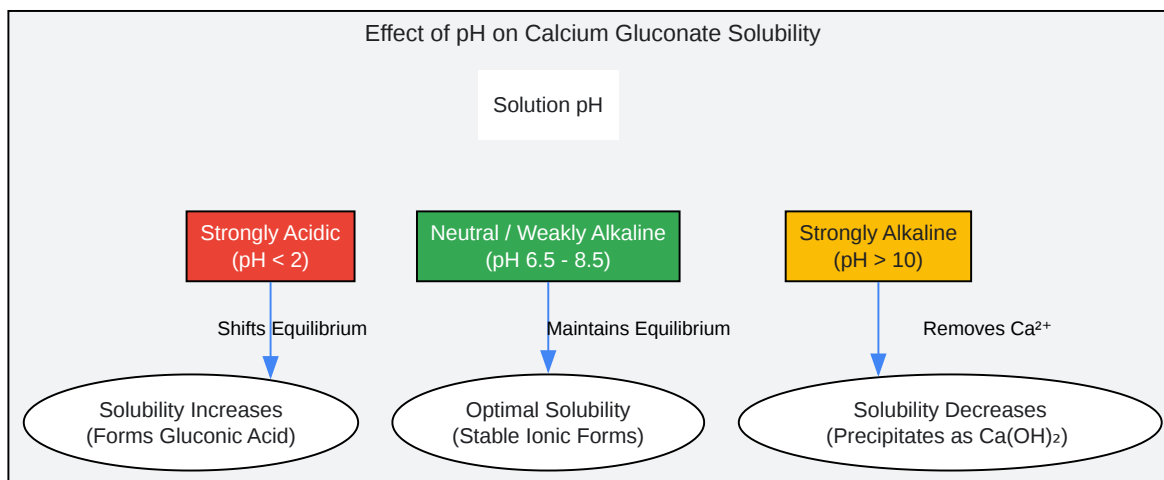 Effect of pH on Calcium Gluconate Solubility
Solution pH
Strongly Acidic
(pH < 2)
Neutral / Weakly Alkaline
(pH 6.5 - 8.5)
Strongly Alkaline
(pH > 10)
Shifts Equilibrium
Maintains Equilibrium
Removes Ca²⁺
Solubility Increases
(Forms Gluconic Acid)
Optimal Solubility
(Stable Ionic Forms)
Solubility Decreases
(Precipitates as Ca(OH)₂)